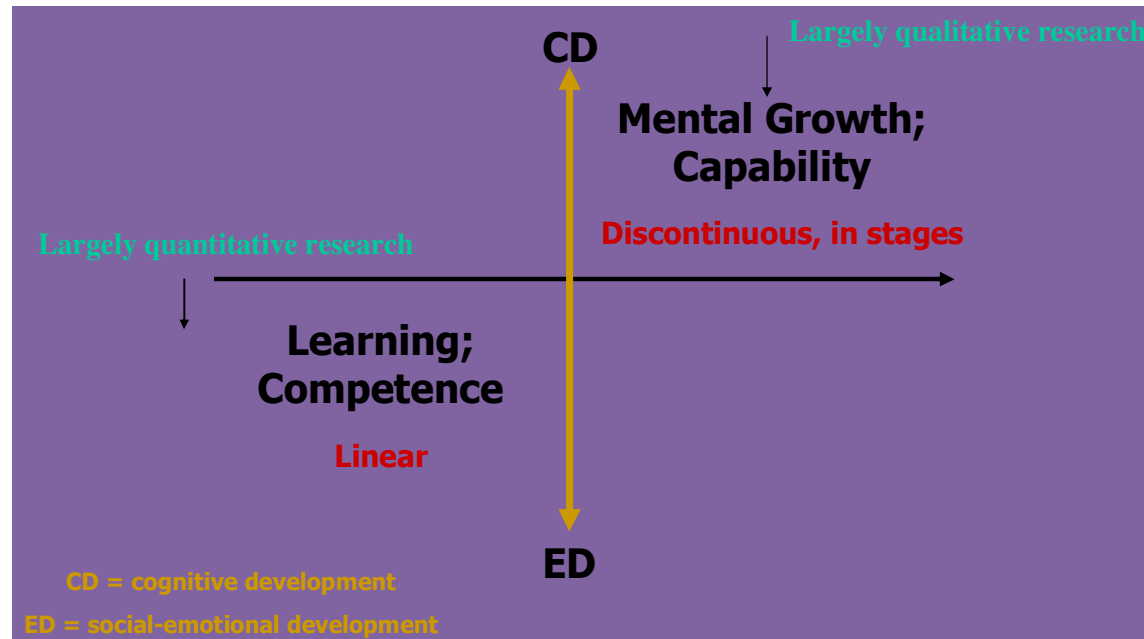 CD
Largely qualitative research
Mental Growth;
Capability
Discontinuous, in stages
Largely quantitative research
Learning;
Competence
Linear
ED
CD = cognitive development
ED = social-emotional development